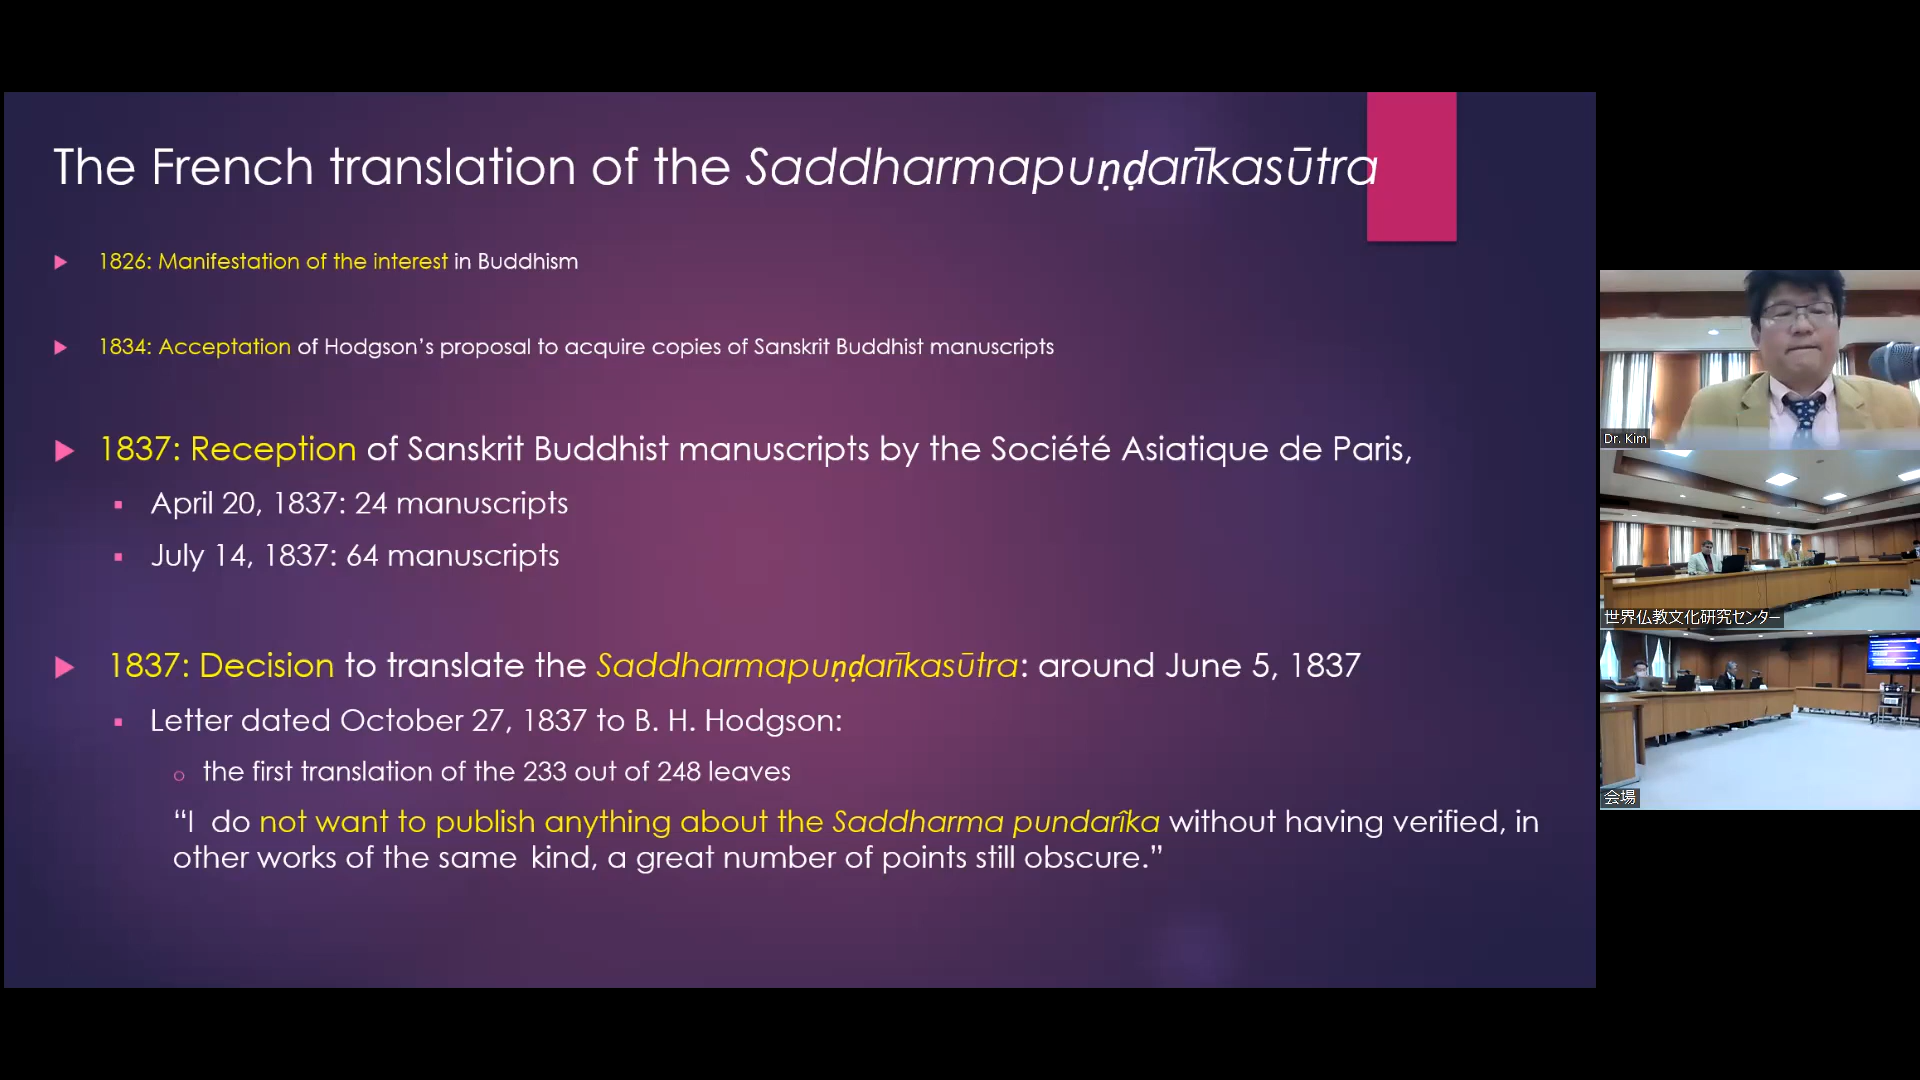 The French translation of the Saddharmapuṇḍarīkasūtra
1826: Manifestation of the interest in Buddhism
1834: Acceptation of Hodgson’s proposal to acquire copies of Sanskrit Buddhist manuscripts
1837: Reception of Sanskrit Buddhist manuscripts by the Société Asiatique de Paris,
April 20, 1837: 24 manuscripts
July 14, 1837: 64 manuscripts
1837: Decision to translate the Saddharmapuṇḍarīkasūtra: around June 5, 1837
Letter dated October 27, 1837 to B. H. Hodgson:
the first translation of the 233 out of 248 leaves
“I do not want to publish anything about the Saddharma pundarîka without having verified, in
other works of the same kind, a great number of points still obscure.”
Dr. Kim
世界仏教文化研究センター
会場